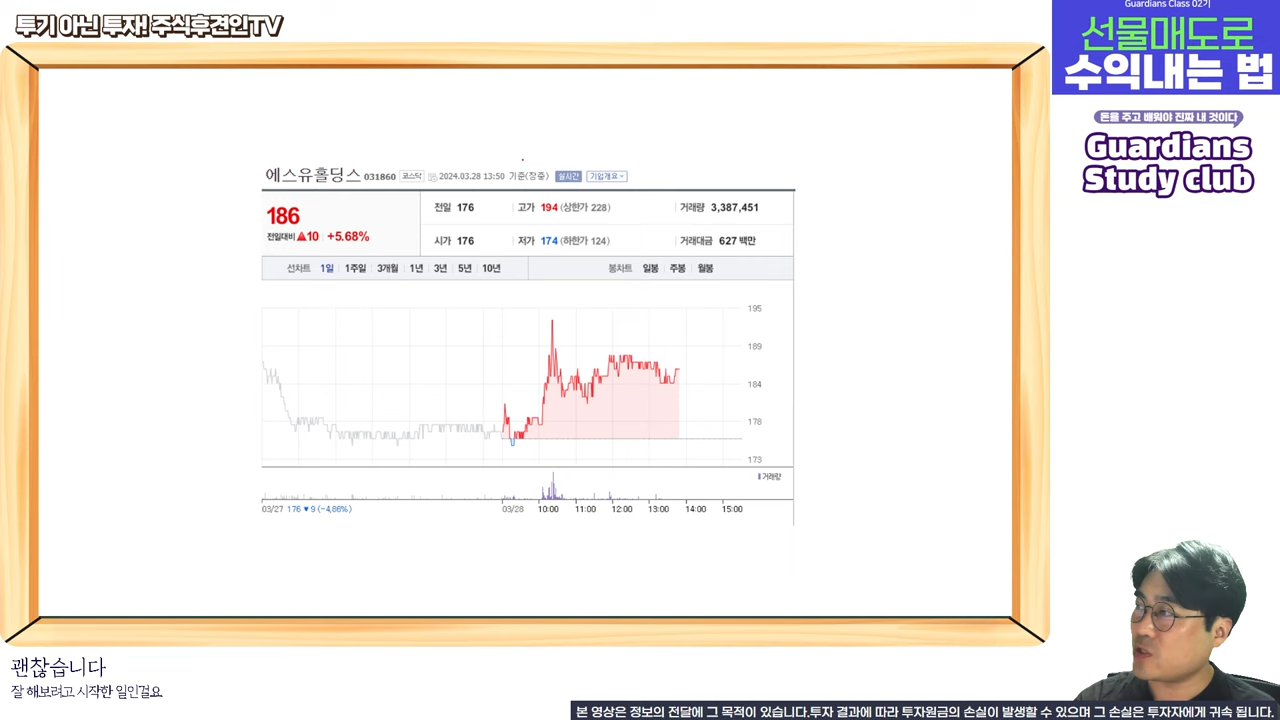 투기 아닌 투자! 주식후견인TV
Guardians Class 02기
선물매도로
수익내는 법
돈을 주고 배워야 진짜 내 것이다
Guardians
Study club
에스유홀딩스 031860 코스닥 2024.03.28 13:50 기준(장중) 실시간 기업개요
186
전일대비 ▲10 +5.68%
전일 176 고가 194 (상한가 228) 거래량 3,387,451
시가 176 저가 174 (하한가 124) 거래대금 627 백만
선차트 1일 1주일 3개월 1년 3년 5년 10년 봉차트 일봉 주봉 월봉
195
189
184
178
173
거래량
03/27 176 ▼ 9 (-4,86%) 03/28 10:00 11:00 12:00 13:00 14:00 15:00
괜찮습니다
잘 해보려고 시작한 일인걸요
본 영상은 정보의 전달에 그 목적이 있습니다.투자 결과에 따라 투자원금의 손실이 발생할 수 있으며 그 손실은 투자자에게 귀속 됩니다.